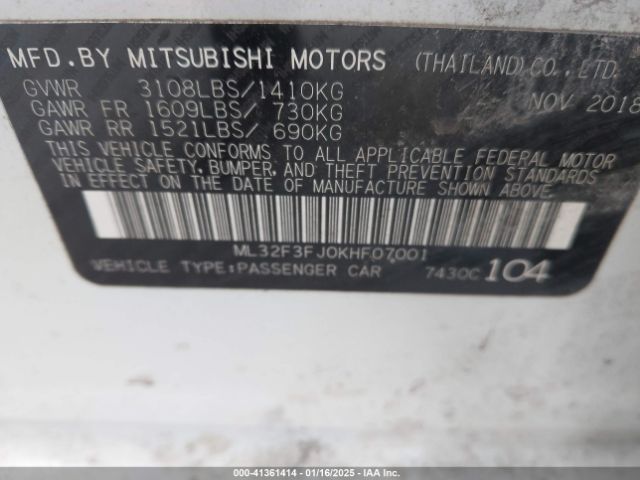 MFD.BY MITSUBISHI MOTORS (THAILAND)CO.,LTD.
GVWR 3108LBS/1410KG NOV 2018
GAWR FR 1609LBS/ 730KG
GAWR RR 1521LBS/ 690KG
THIS VEHICLE CONFORMS TO ALL APPLICABLE FEDERAL MOTOR
VEHICLE SAFETY, BUMPER, AND THEFT PREVENTION STANDARDS
IN EFFECT ON THE DATE OF MANUFACTURE SHOWN ABOVE.
ML32F3FJ0KHF07001
VEHICLE TYPE:PASSENGER CAR 7430C 104
000-41361414 - 01/16/2025 - IAAI.com